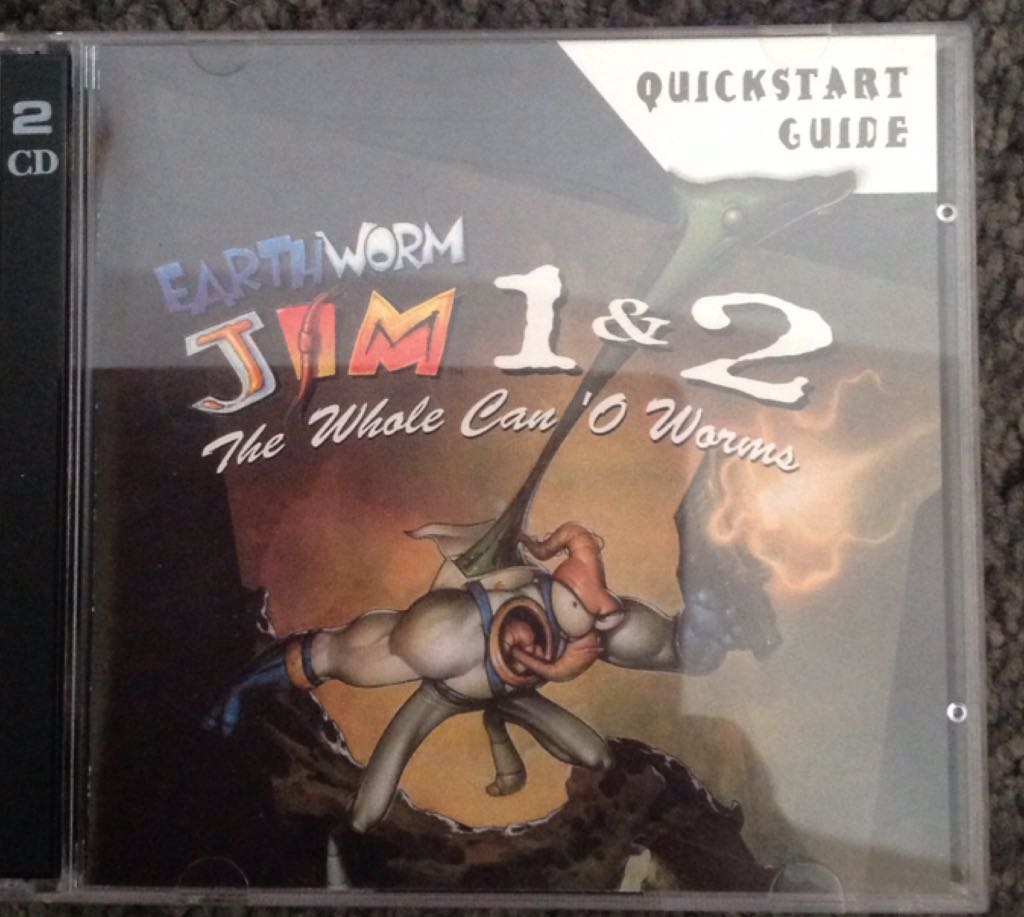 2
CD
QUICKSTART
GUIDE
EARTHWORM
JIM 1 & 2
The Whole Can 'O Worms